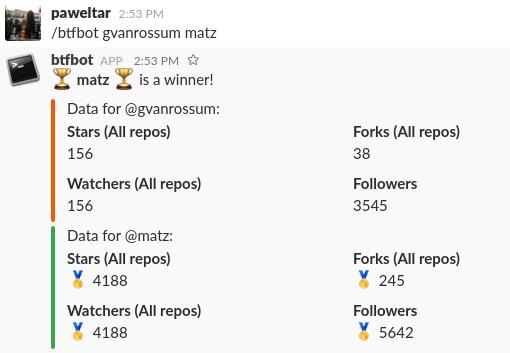 paweltar 2:53 PM
/btfbot gvanrossum matz
btfbot APP 2:53 PM
🏆 matz 🏆 is a winner!
Data for @gvanrossum:
Stars (All repos) Forks (All repos)
156 38
Watchers (All repos) Followers
156 3545
Data for @matz:
Stars (All repos) Forks (All repos)
🥇 4188 🥇 245
Watchers (All repos) Followers
🥇 4188 🥇 5642